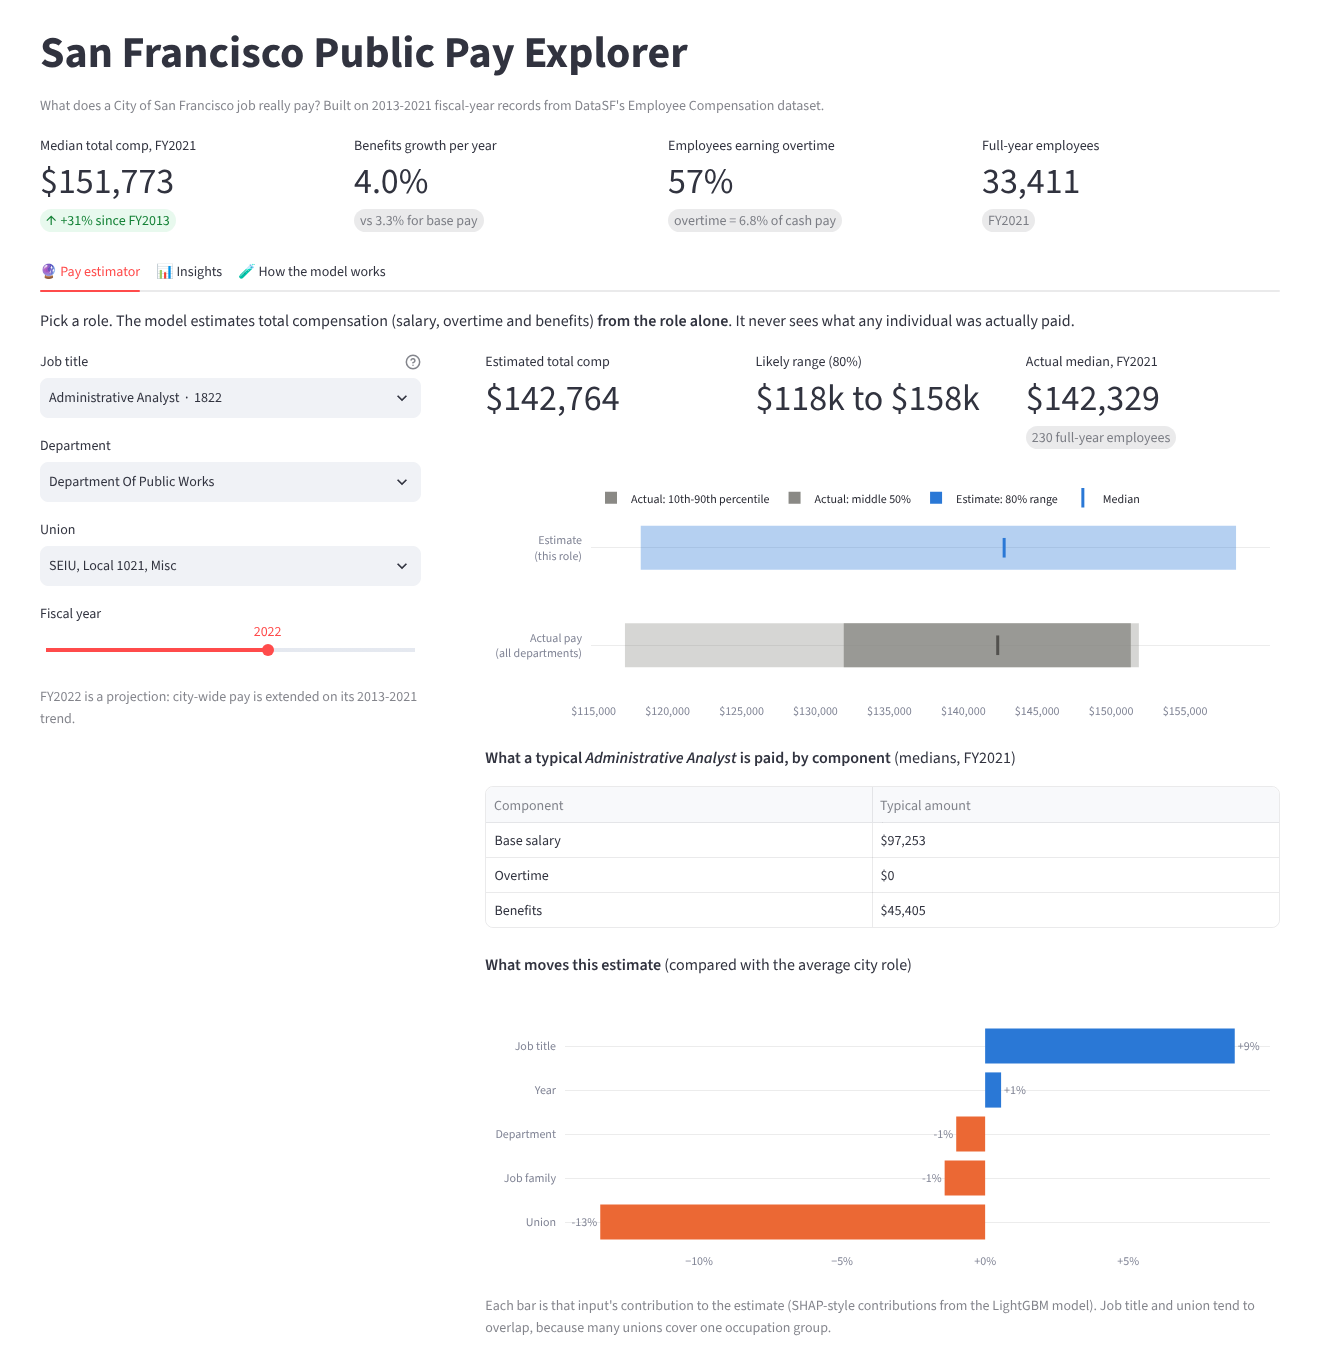 San Francisco Public Pay Explorer
What does a City of San Francisco job really pay? Built on 2013-2021 fiscal-year records from DataSF's Employee Compensation dataset.
Median total comp, FY2021
$151,773
↑ +31% since FY2013
Benefits growth per year
4.0%
vs 3.3% for base pay
Employees earning overtime
57%
overtime = 6.8% of cash pay
Full-year employees
33,411
FY2021
🔮 Pay estimator
📊 Insights
🧪 How the model works
Pick a role. The model estimates total compensation (salary, overtime and benefits) from the role alone. It never sees what any individual was actually paid.
Job title
Administrative Analyst · 1822
Department
Department Of Public Works
Union
SEIU, Local 1021, Misc
Fiscal year
2022
FY2022 is a projection: city-wide pay is extended on its 2013-2021
trend.
Estimated total comp
$142,764
Likely range (80%)
$118k to $158k
Actual median, FY2021
$142,329
230 full-year employees
Actual: 10th-90th percentile
Actual: middle 50%
Estimate: 80% range
Median
Estimate
(this role)
Actual pay
(all departments)
$115,000 $120,000 $125,000 $130,000 $135,000 $140,000 $145,000 $150,000 $155,000
What a typical Administrative Analyst is paid, by component (medians, FY2021)
Component Typical amount
Base salary $97,253
Overtime $0
Benefits $45,405
What moves this estimate (compared with the average city role)
Job title +9%
Year +1%
Department -1%
Job family -1%
Union -13%
−10% −5% +0% +5%
Each bar is that input's contribution to the estimate (SHAP-style contributions from the LightGBM model). Job title and union tend to
overlap, because many unions cover one occupation group.